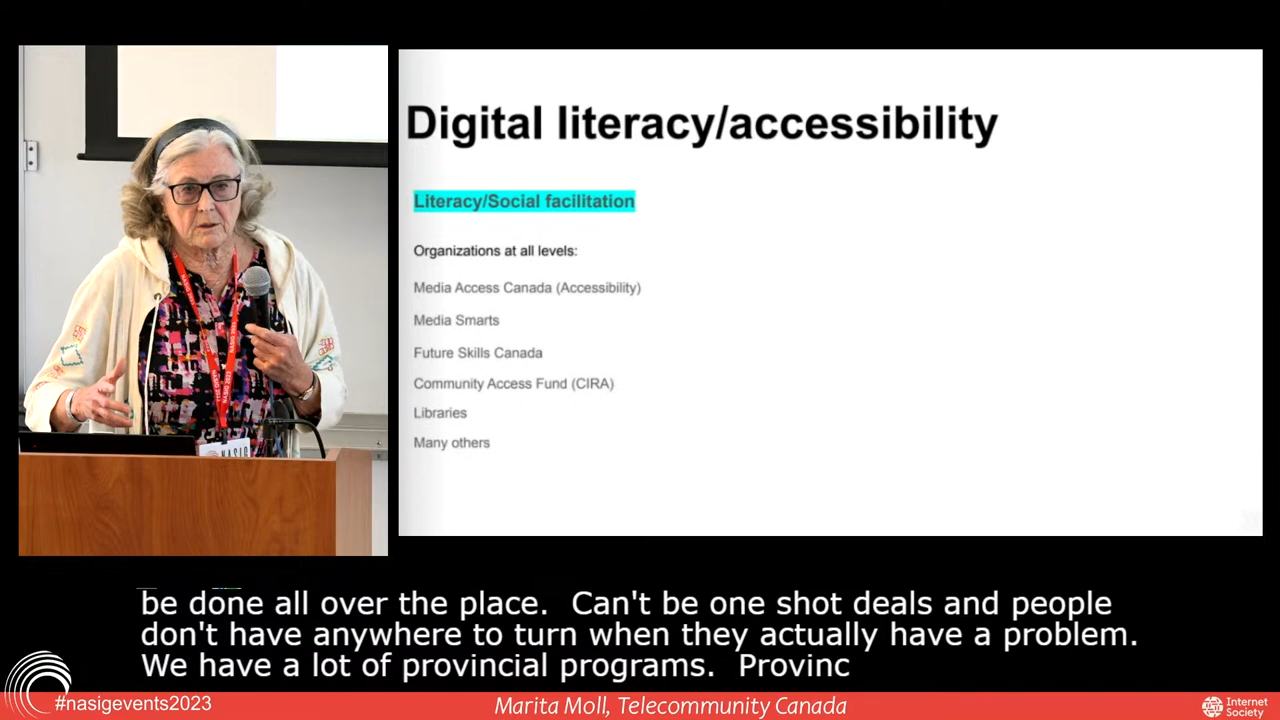 Digital literacy/accessibility
Literacy/Social facilitation
Organizations at all levels:
Media Access Canada (Accessibility)
Media Smarts
Future Skills Canada
Community Access Fund (CIRA)
Libraries
Many others
NASIG
be done all over the place.  Can't be one shot deals and people
don't have anywhere to turn when they actually have a problem.
We have a lot of provincial programs.  Provinc
#nasigevents2023
Marita Moll, Telecommunity Canada
Internet
Society